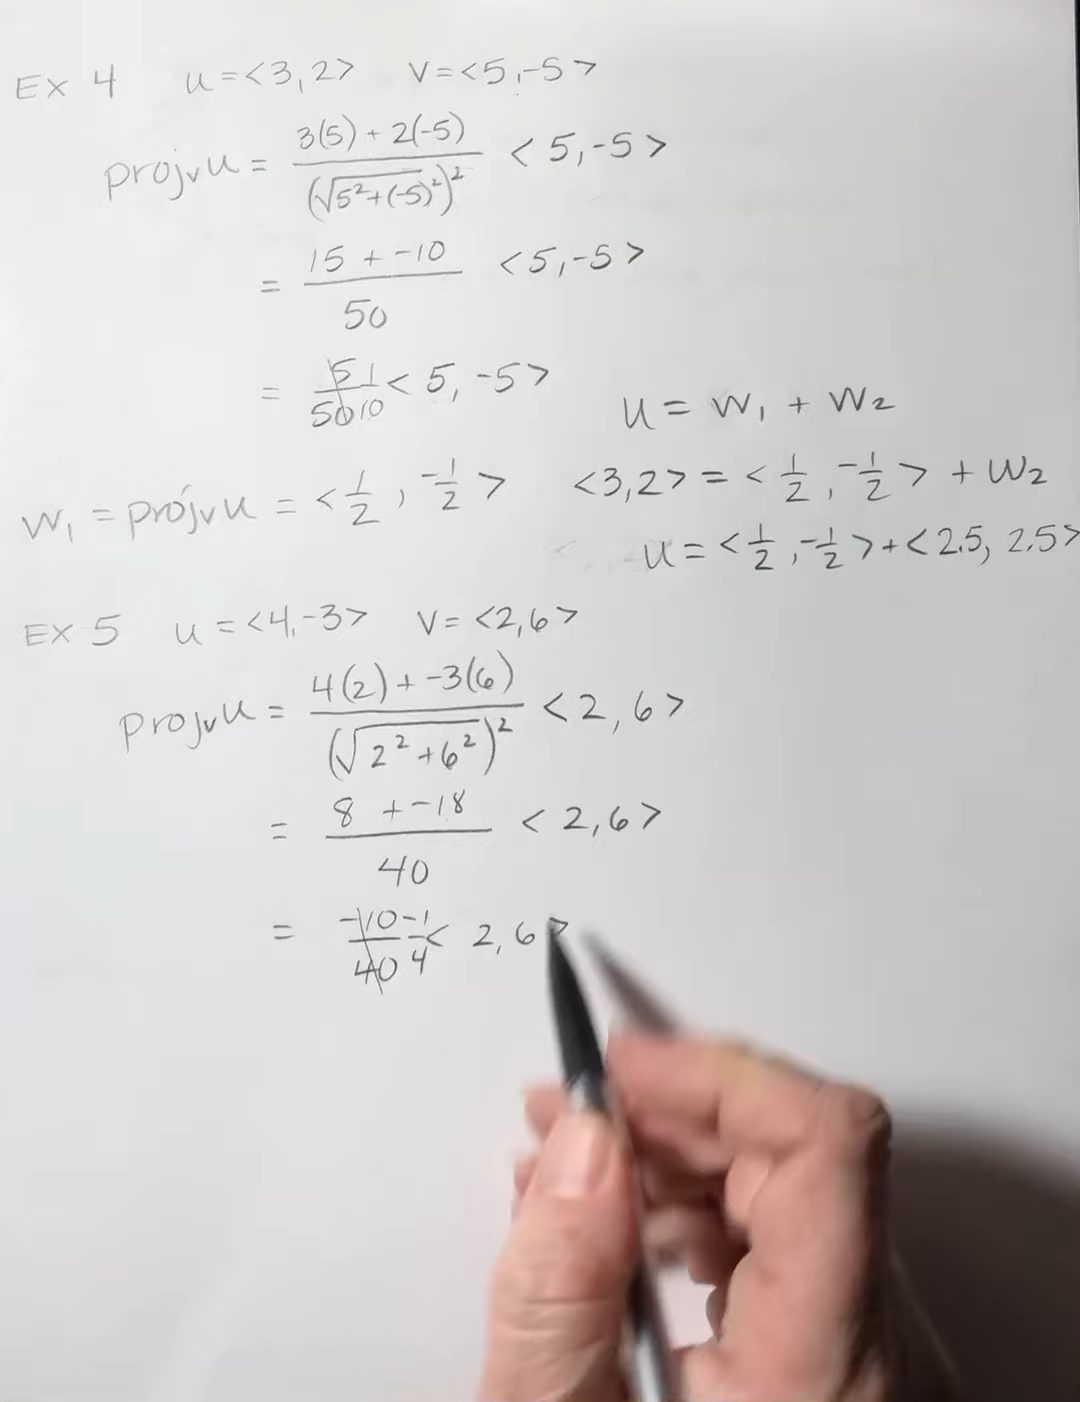 Ex 4 u = <3, 2> v = <5, -5>
projᵥu = (3(5) + 2(-5)) / (√5² + (-5)²)² <5, -5>
= (15 + -10) / 50 <5, -5>
= 5/50 1/10 <5, -5>
u = w₁ + w₂
w₁ = projᵥu = <1/2, -1/2>
<3, 2> = <1/2, -1/2> + w₂
u = <1/2, -1/2> + <2.5, 2.5>
Ex 5 u = <4, -3> v = <2, 6>
projᵥu = (4(2) + -3(6)) / (√2² + 6²)² <2, 6>
= (8 + -18) / 40 <2, 6>
= -10/40 -1/4 <2, 6>